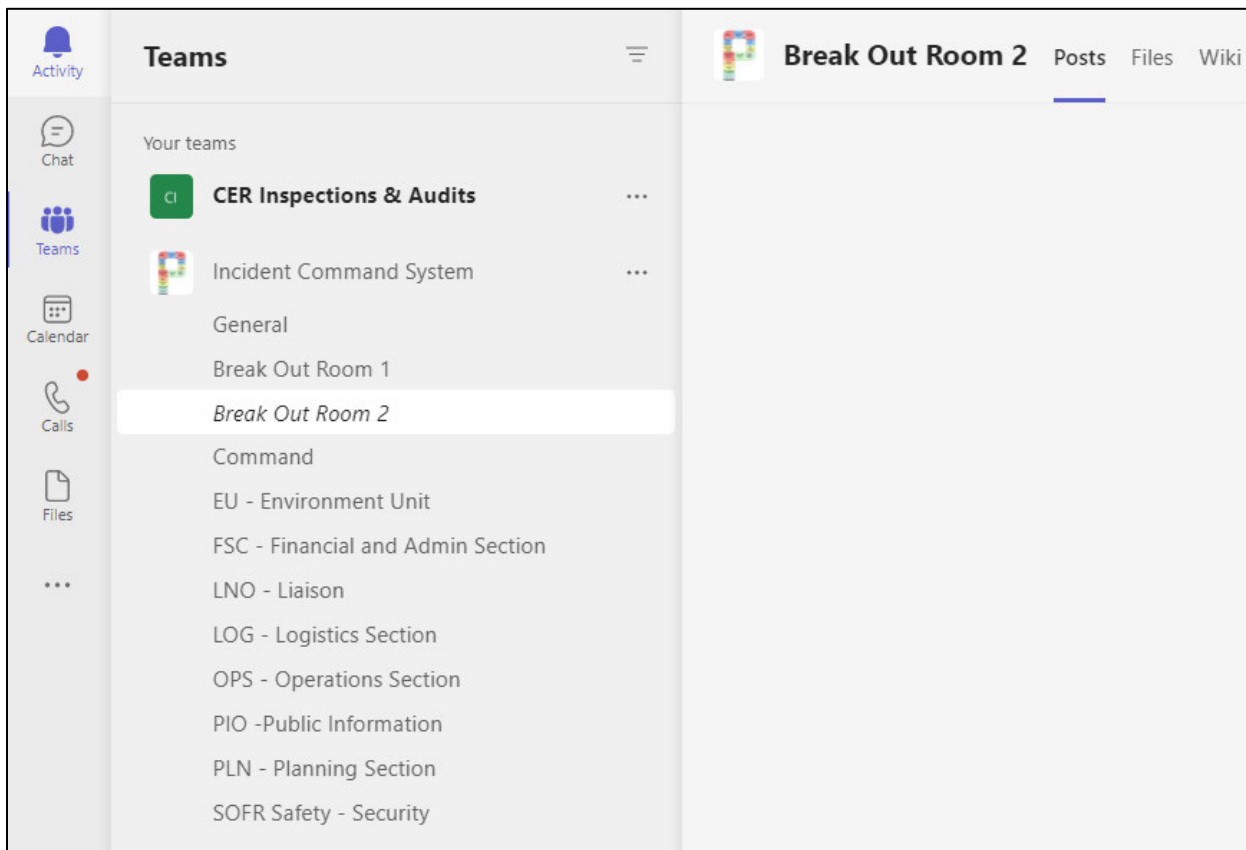 Activity
Chat
Teams
Calendar
Calls
Files
Teams
Your teams
CI
CER Inspections & Audits
Incident Command System
General
Break Out Room 1
Break Out Room 2
Command
EU - Environment Unit
FSC - Financial and Admin Section
LNO - Liaison
LOG - Logistics Section
OPS - Operations Section
PIO -Public Information
PLN - Planning Section
SOFR Safety - Security
Break Out Room 2 Posts Files Wiki